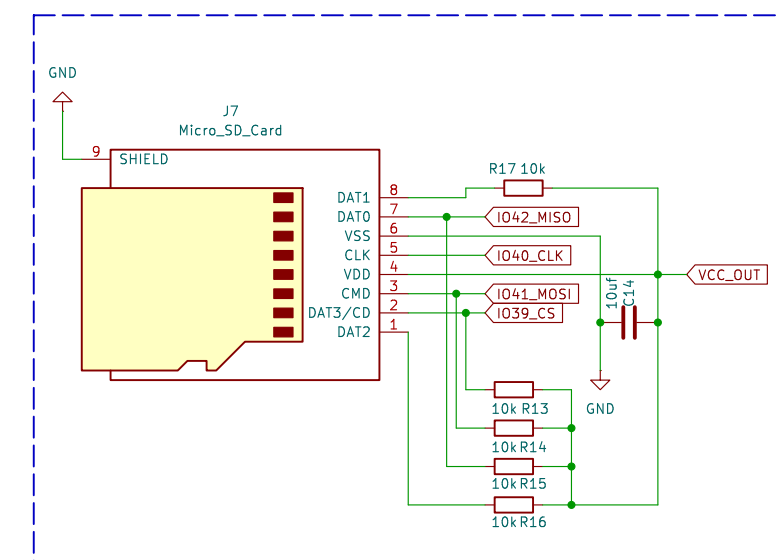 GND
J7
Micro_SD_Card
9
SHIELD
R17 10k
DAT1
8
DAT0
7
IO42_MISO
VSS
6
CLK
5
IO40_CLK
VDD
4
VCC_OUT
CMD
3
IO41_MOSI
10uf
C14
DAT3/CD
2
IO39_CS
DAT2
1
10k R13
GND
10k R14
10k R15
10k R16